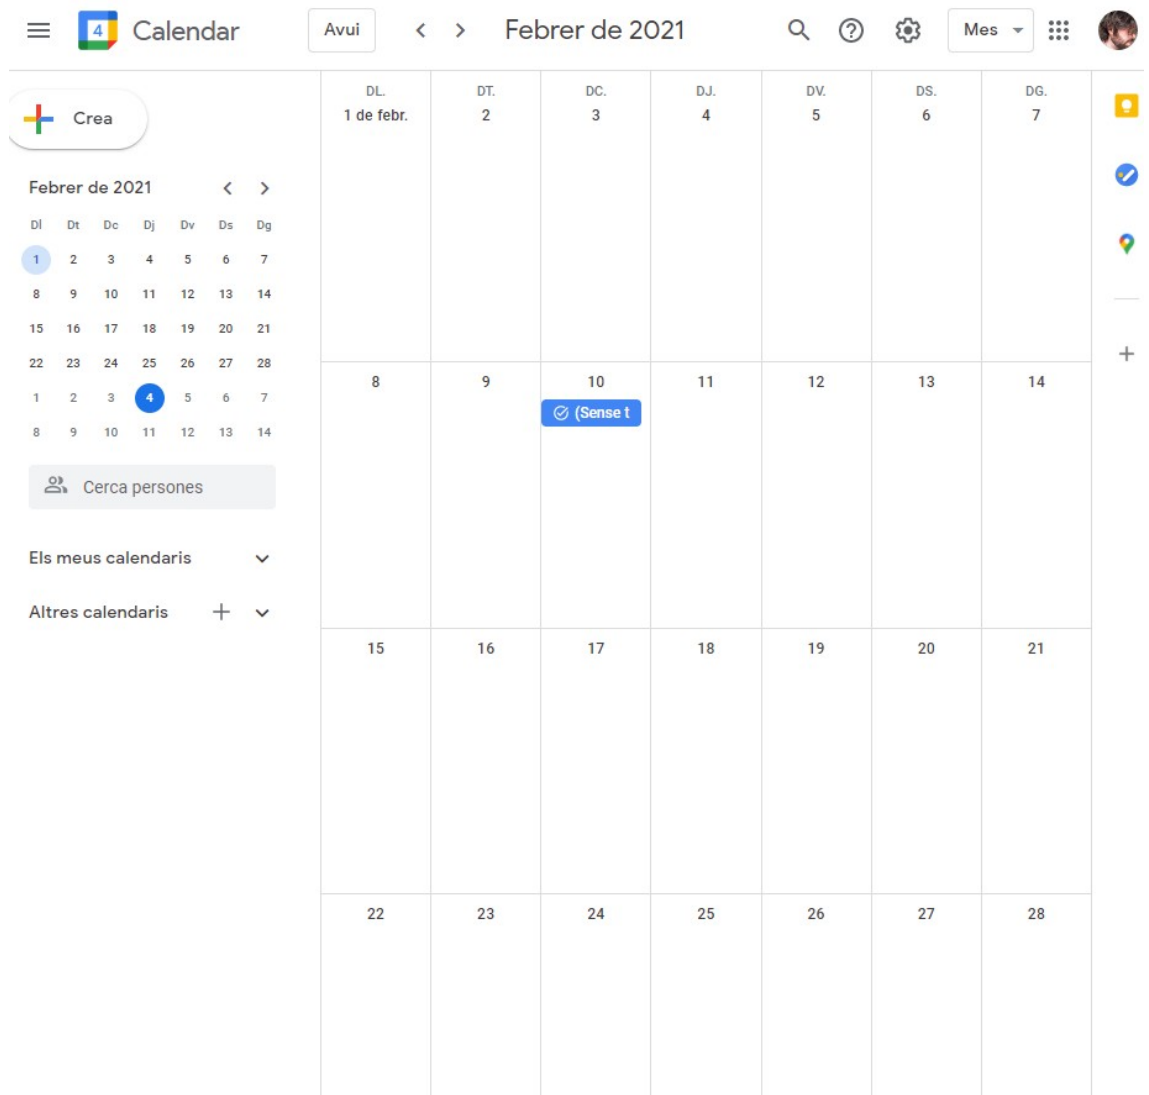 4 Calendar Avui Febrer de 2021 Mes
Crea
Febrer de 2021
Dl Dt Dc Dj Dv Ds Dg
1 2 3 4 5 6 7
8 9 10 11 12 13 14
15 16 17 18 19 20 21
22 23 24 25 26 27 28
1 2 3 4 5 6 7
8 9 10 11 12 13 14
Cerca persones
Els meus calendaris
Altres calendaris
DL. DT. DC. DJ. DV. DS. DG.
1 de febr. 2 3 4 5 6 7
8 9 10 11 12 13 14
(Sense t
15 16 17 18 19 20 21
22 23 24 25 26 27 28